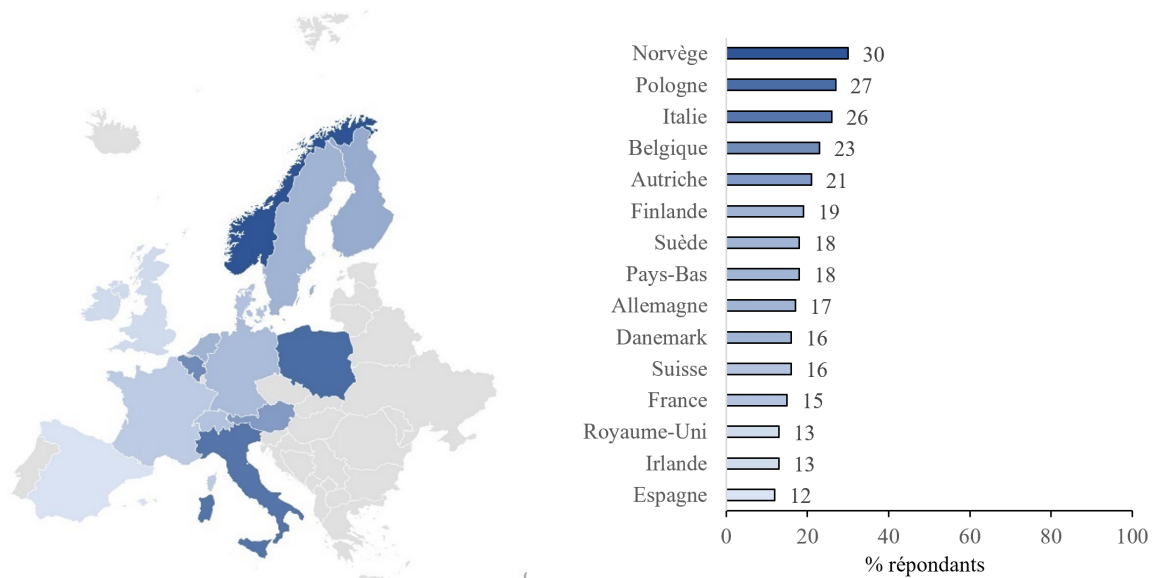 Norvège 30
Pologne 27
Italie 26
Belgique 23
Autriche 21
Finlande 19
Suède 18
Pays-Bas 18
Allemagne 17
Danemark 16
Suisse 16
France 15
Royaume-Uni 13
Irlande 13
Espagne 12
0 20 40 60 80 100
% répondants